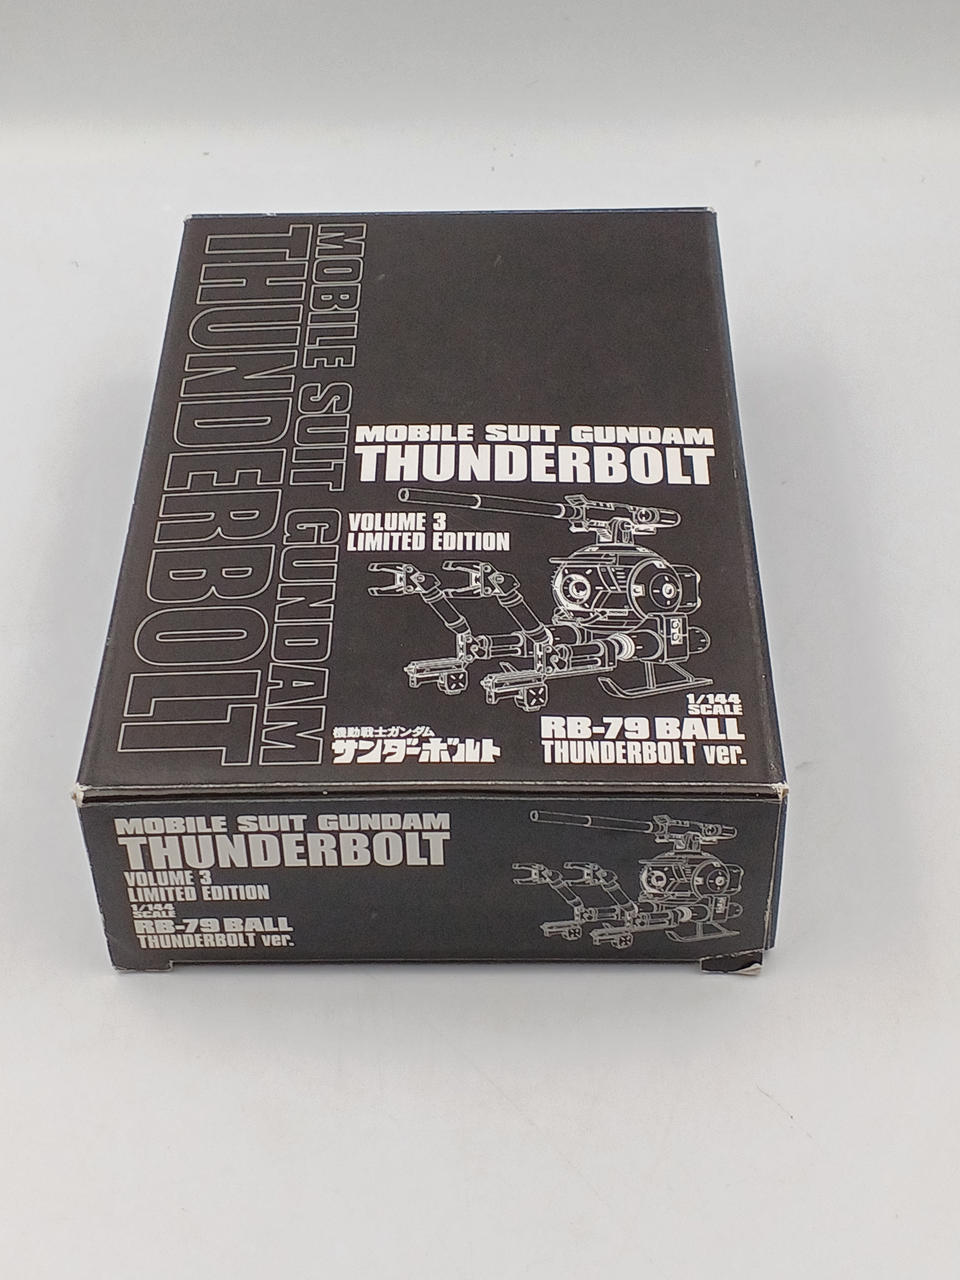 MOBILE SUIT GUNDAM
THUNDERBOLT
MOBILE SUIT GUNDAM
THUNDERBOLT
VOLUME 3
LIMITED EDITION
1/144
SCALE
RB-79 BALL
THUNDERBOLT ver.
機動戦士ガンダム
サンダーボルト
MOBILE SUIT GUNDAM
THUNDERBOLT
VOLUME 3
LIMITED EDITION
1/144
SCALE
RB-79 BALL
THUNDERBOLT ver.